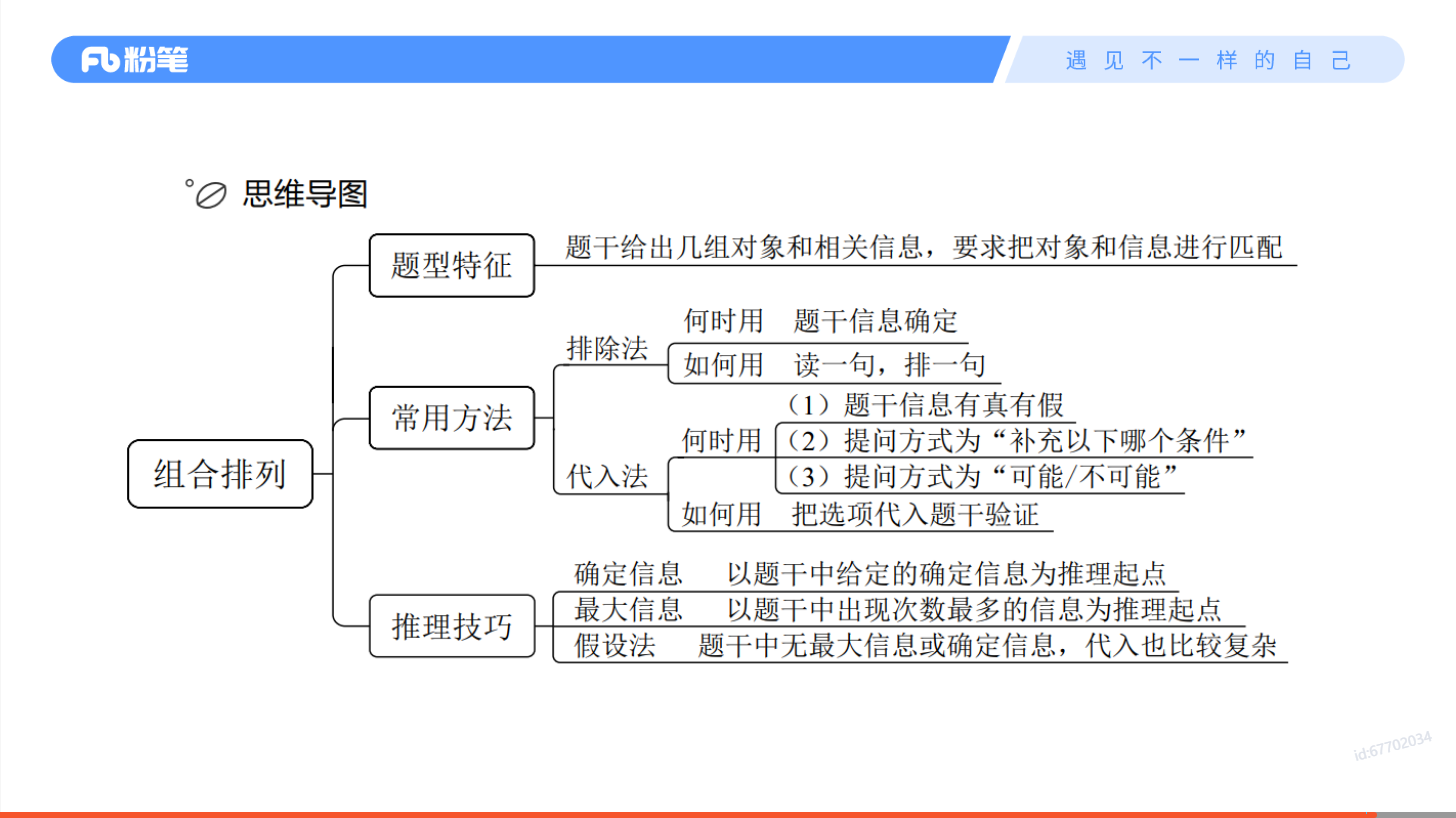 粉笔
遇见不一样的自己
思维导图
题型特征
题干给出几组对象和相关信息，要求把对象和信息进行匹配
何时用 题干信息确定
排除法
如何用 读一句，排一句
（1）题干信息有真有假
常用方法
何时用
（2）提问方式为“补充以下哪个条件”
组合排列
代入法
（3）提问方式为“可能/不可能”
如何用 把选项代入题干验证
确定信息 以题干中给定的确定信息为推理起点
最大信息 以题干中出现次数最多的信息为推理起点
推理技巧
假设法 题干中无最大信息或确定信息，代入也比较复杂
id:67702034